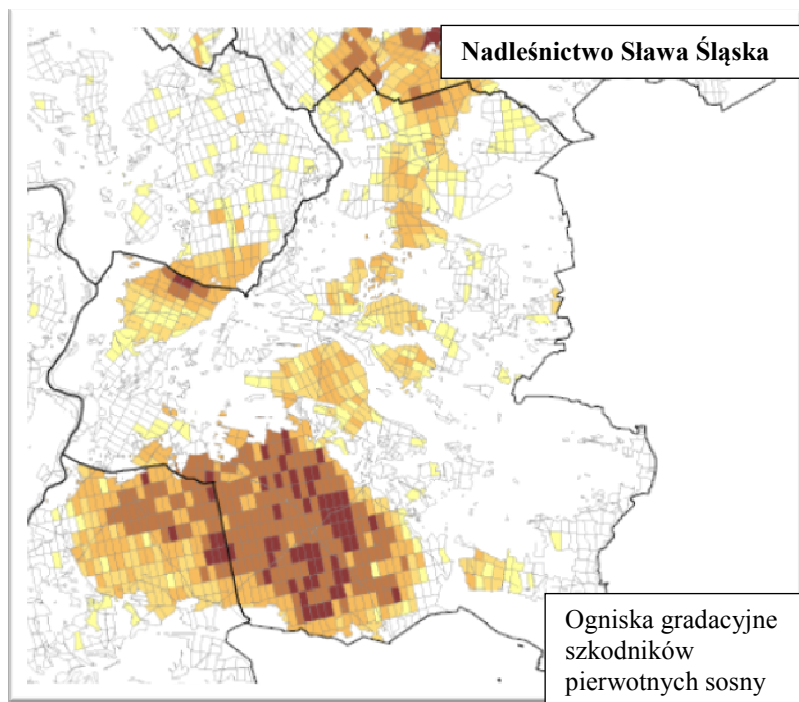 Nadleśnictwo Sława Śląska
Ogniska gradacyjne
szkodników
pierwotnych sosny